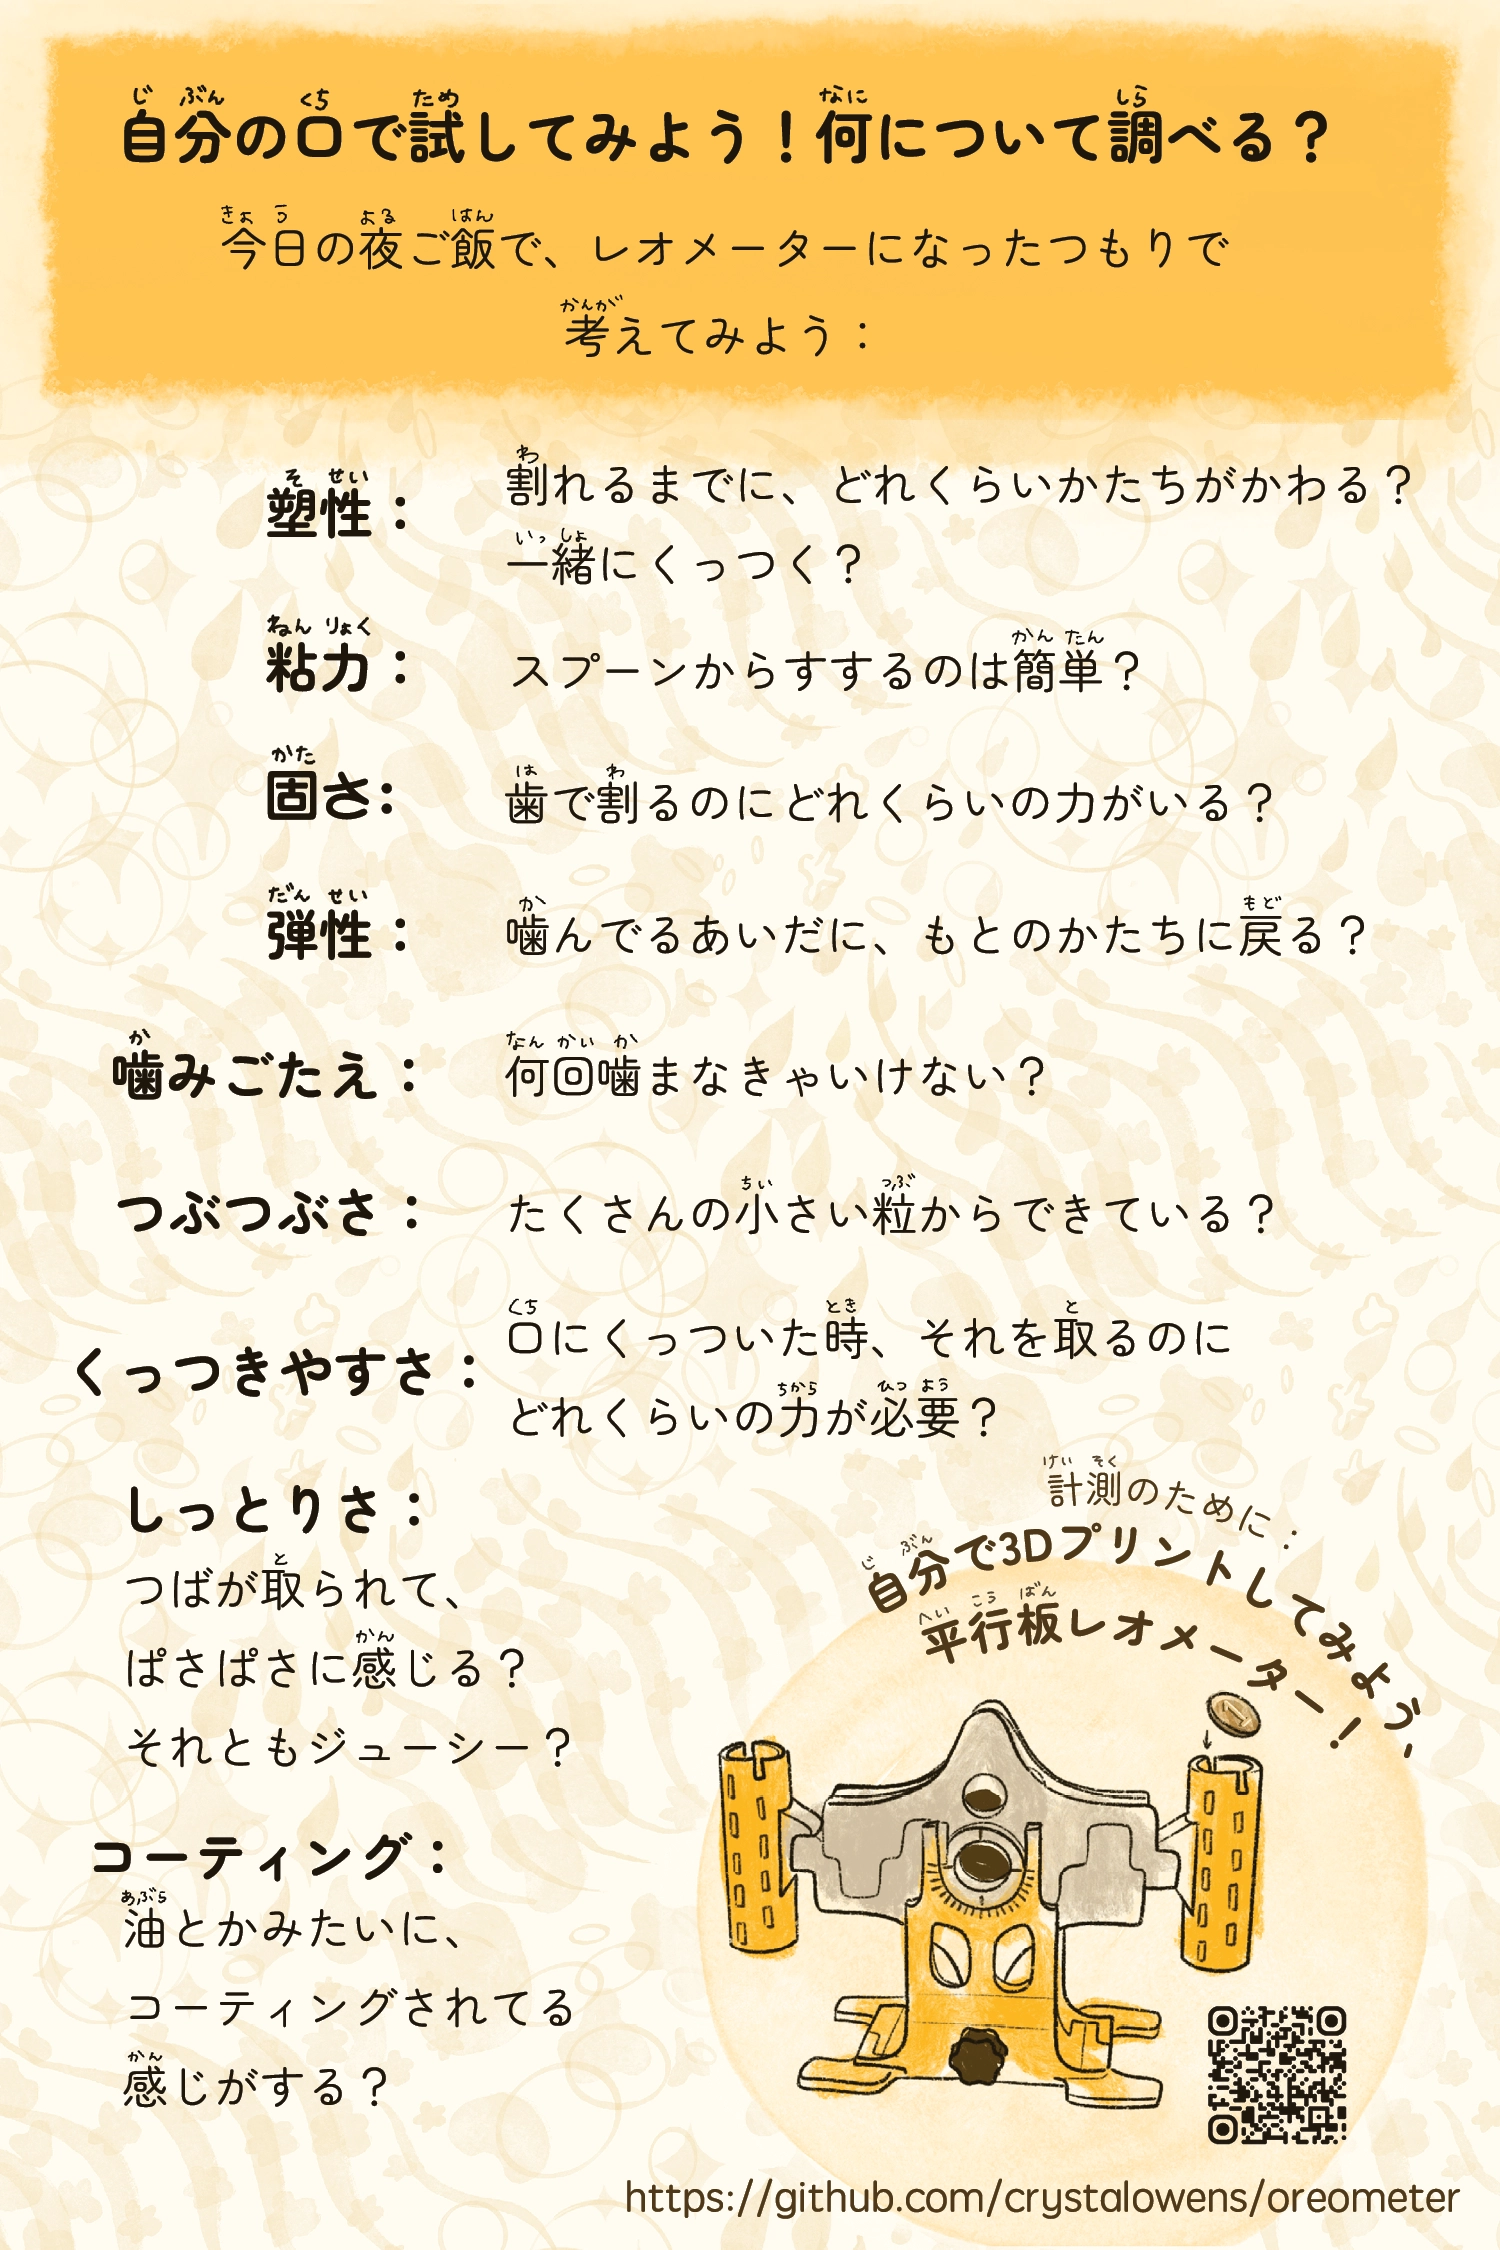 自分の口で試してみよう！何について調べる？
今日の夜ご飯で、レオメーターになったつもりで
考えてみよう：
塑性：
割れるまでに、どれくらいかたちがかわる？
一緒にくっつく？
粘力：
スプーンからすするのは簡単？
固さ：
歯で割るのにどれくらいの力がいる？
弾性：
噛んでるあいだに、もとのかたちに戻る？
噛みごたえ：
何回噛まなきゃいけない？
つぶつぶさ：
たくさんの小さい粒からできている？
くっつきやすさ：
口にくっついた時、それを取るのに
どれくらいの力が必要？
しっとりさ：
つばが取られて、
ぱさぱさに感じる？
それともジューシー？
コーティング：
油とかみたいに、
コーティングされてる
感じがする？
計測のために：
自分で3Dプリントしてみよう、
平行板レオメーター！
1
https://github.com/crystalowens/oreometer